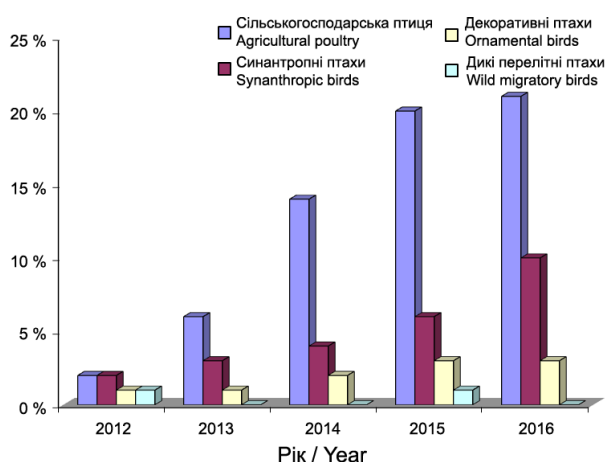 Сільськогосподарська птиця
Agricultural poultry
Синантропні птахи
Synanthropic birds
Декоративні птахи
Ornamental birds
Дикі перелітні птахи
Wild migratory birds
25 %
20 %
15 %
10 %
5 %
0 %
2012 2013 2014 2015 2016
Рік / Year